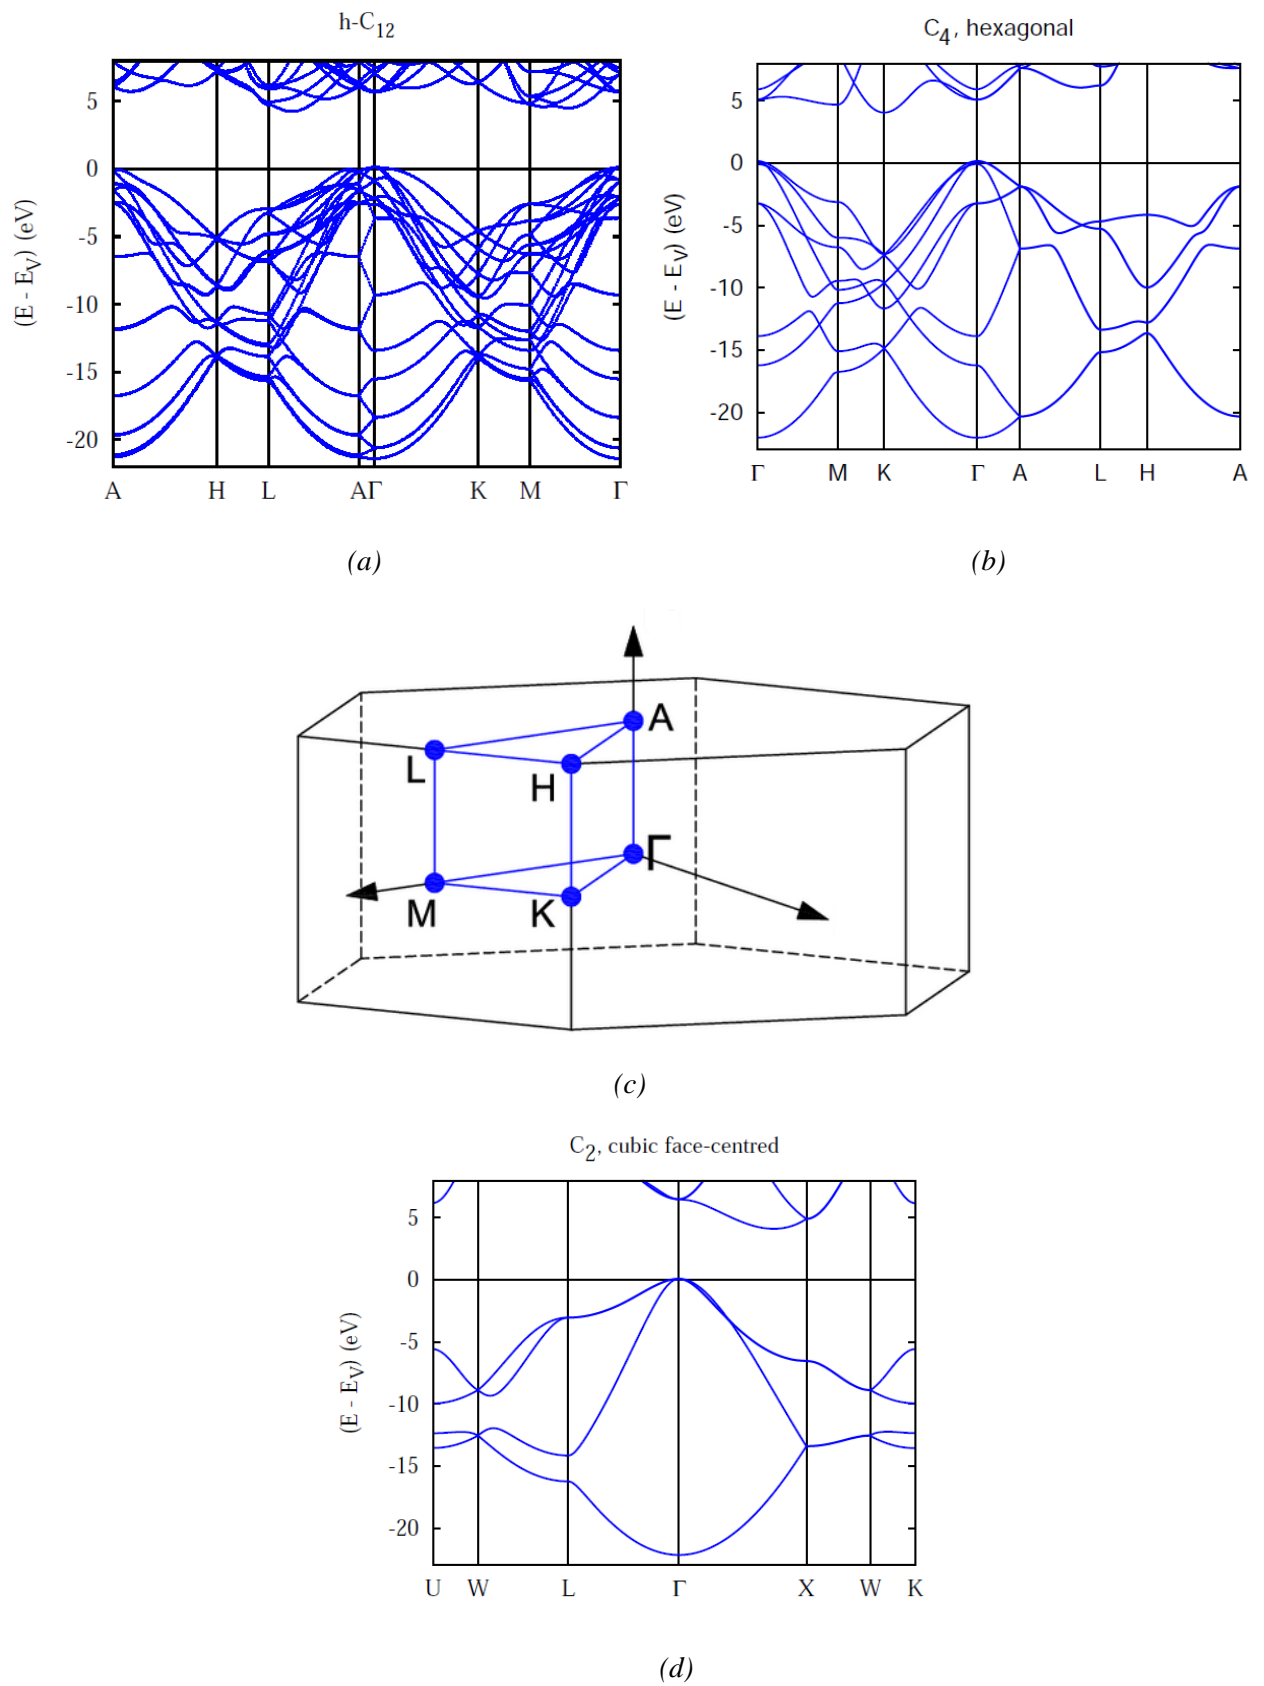 h-C12
5
0
-5
-10
-15
-20
(E - EV) (eV)
A H L A Γ K M Γ
(a)
C4, hexagonal
5
0
-5
-10
-15
-20
(E - EV) (eV)
Γ M K Γ A L H A
(b)
A
L
H
Γ
M
K
(c)
C2, cubic face-centred
5
0
-5
-10
-15
-20
(E - EV) (eV)
U W L Γ X W K
(d)